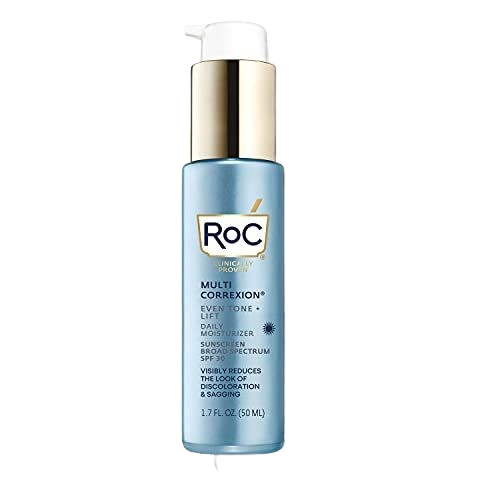 RoC®
CLINICALLY
PROVEN
MULTI
CORREXION®
EVEN TONE +
LIFT
DAILY
MOISTURIZER
SUNSCREEN
BROAD SPECTRUM
SPF 30
VISIBLY REDUCES
THE LOOK OF
DISCOLORATION
& SAGGING
1.7 FL. OZ. (50 ML)